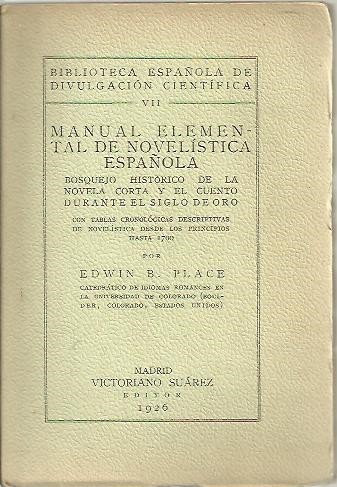 BIBLIOTECA ESPAÑOLA DE
DIVULGACIÓN CIENTÍFICA
VII
MANUAL ELEMEN-
TAL DE NOVELÍSTICA
ESPAÑOLA
BOSQUEJO HISTÓRICO DE LA
NOVELA CORTA Y EL CUENTO
DURANTE EL SIGLO DE ORO
CON TABLAS CRONOLÓGICAS DESCRIPTIVAS
DE NOVELÍSTICA DESDE LOS PRINCIPIOS
HASTA 1700
POR
EDWIN B. PLACE
CATEDRÁTICO DE IDIOMAS ROMANCES EN
LA UNIVERSIDAD DE COLORADO (BOUL-
DER, COLORADO, ESTADOS UNIDOS)
MADRID
VICTORIANO SUÁREZ
EDITOR
1926